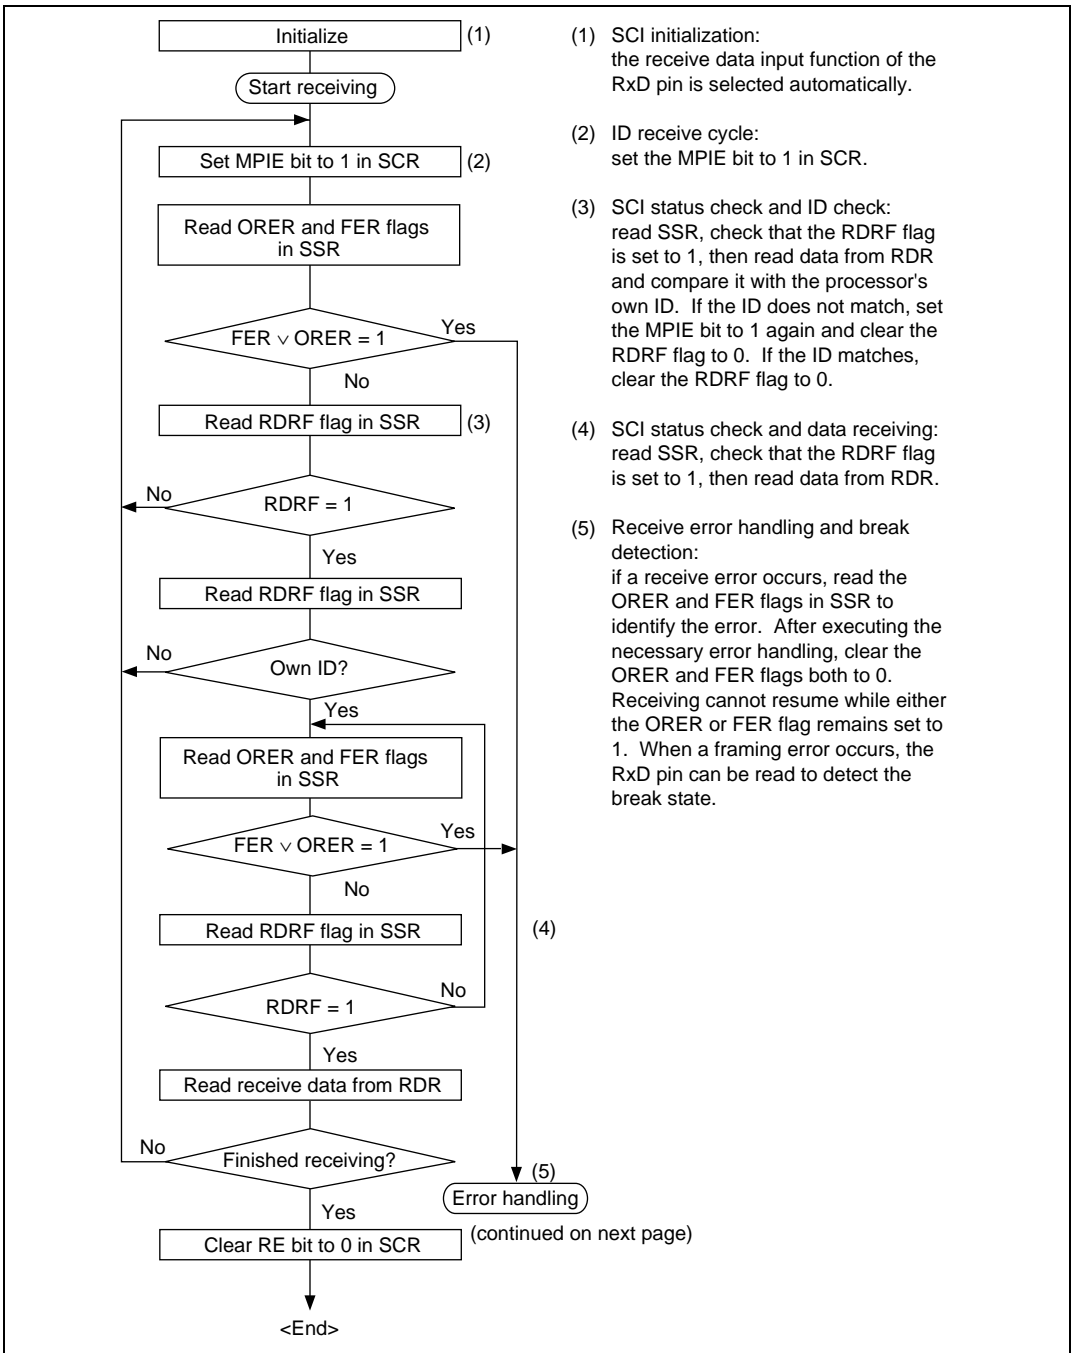 Initialize
(1)
Start receiving
Set MPIE bit to 1 in SCR
(2)
Read ORER and FER flags
in SSR
FER ∨ ORER = 1
Yes
No
Read RDRF flag in SSR
(3)
No
RDRF = 1
Yes
Read RDRF flag in SSR
No
Own ID?
Yes
Read ORER and FER flags
in SSR
FER ∨ ORER = 1
Yes
No
Read RDRF flag in SSR
(4)
RDRF = 1
No
Yes
Read receive data from RDR
No
Finished receiving?
(5)
Error handling
Yes
(continued on next page)
Clear RE bit to 0 in SCR
<End>
(1) SCI initialization:
the receive data input function of the
RxD pin is selected automatically.
(2) ID receive cycle:
set the MPIE bit to 1 in SCR.
(3) SCI status check and ID check:
read SSR, check that the RDRF flag
is set to 1, then read data from RDR
and compare it with the processor's
own ID. If the ID does not match, set
the MPIE bit to 1 again and clear the
RDRF flag to 0. If the ID matches,
clear the RDRF flag to 0.
(4) SCI status check and data receiving:
read SSR, check that the RDRF flag
is set to 1, then read data from RDR.
(5) Receive error handling and break
detection:
if a receive error occurs, read the
ORER and FER flags in SSR to
identify the error. After executing the
necessary error handling, clear the
ORER and FER flags both to 0.
Receiving cannot resume while either
the ORER or FER flag remains set to
1. When a framing error occurs, the
RxD pin can be read to detect the
break state.